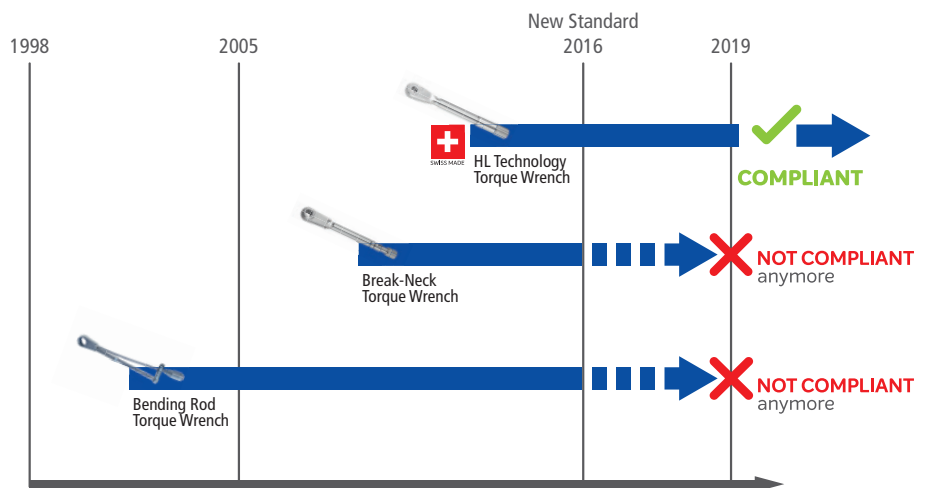 New Standard
1998
2005
2016
2019
SWISS MADE
HL Technology
Torque Wrench
COMPLIANT
Break-Neck
Torque Wrench
NOT COMPLIANT
anymore
Bending Rod
Torque Wrench
NOT COMPLIANT
anymore